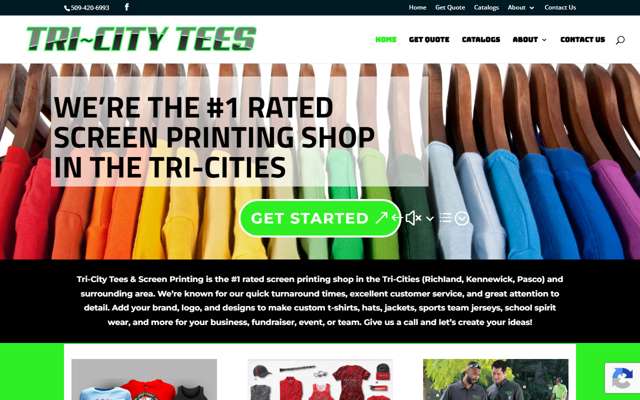 509-420-6993
Home Get Quote Catalogs About Contact Us
TRI~CITY TEES
HOME GET QUOTE CATALOGS ABOUT CONTACT US
WE'RE THE #1 RATED
SCREEN PRINTING SHOP
IN THE TRI-CITIES
GET STARTED
Tri-City Tees & Screen Printing is the #1 rated screen printing shop in the Tri-Cities (Richland, Kennewick, Pasco) and
surrounding area. We're known for our quick turnaround times, excellent customer service, and great attention to
detail. Add your brand, logo, and designs to make custom t-shirts, hats, jackets, sports team jerseys, school spirit
wear, and more for your business, fundraiser, event, or team. Give us a call and let's create your ideas!